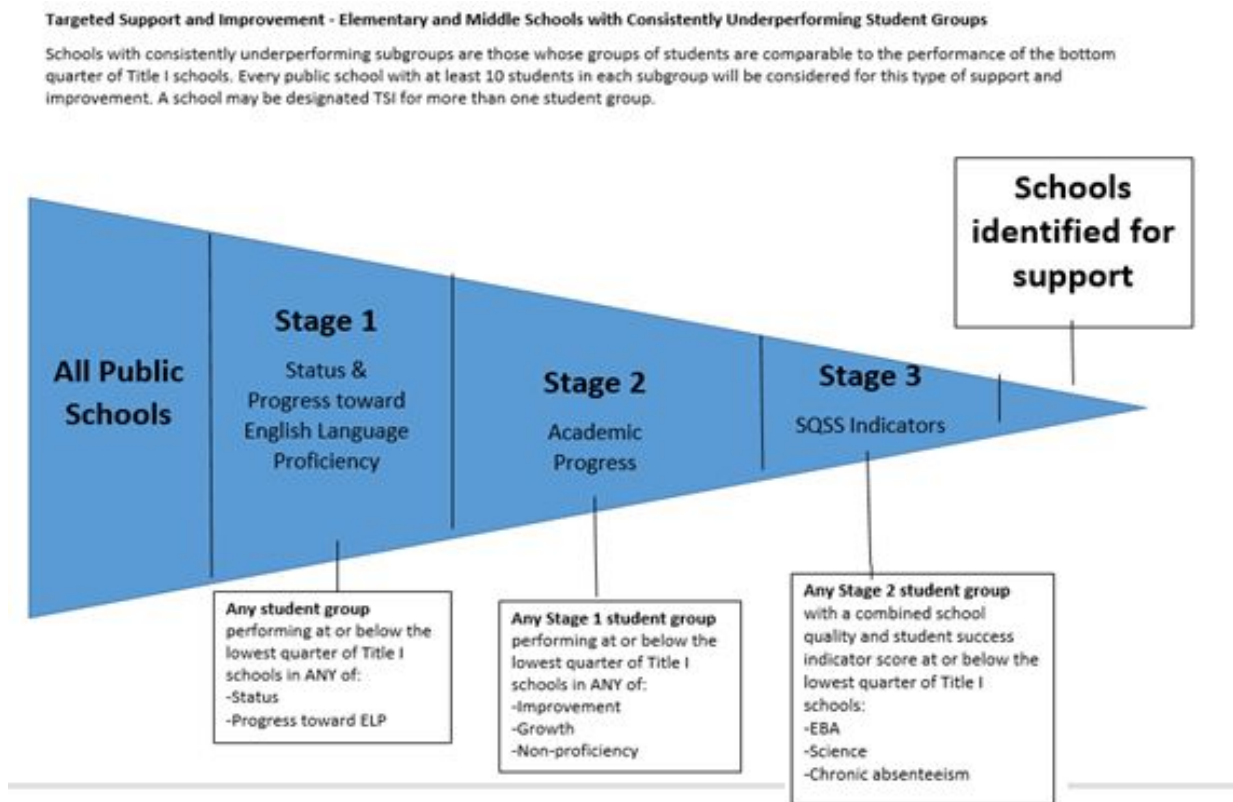 Targeted Support and Improvement - Elementary and Middle Schools with Consistently Underperforming Student Groups
Schools with consistently underperforming subgroups are those whose groups of students are comparable to the performance of the bottom
quarter of Title I schools. Every public school with at least 10 students in each subgroup will be considered for this type of support and
improvement. A school may be designated TSI for more than one student group.
Schools
identified for
support
All Public
Schools
Stage 1
Status &
Progress toward
English Language
Proficiency
Stage 2
Academic
Progress
Stage 3
SQSS Indicators
Any student group
performing at or below the
lowest quarter of Title I
schools in ANY of:
-Status
-Progress toward ELP
Any Stage 1 student group
performing at or below the
lowest quarter of Title I
schools in ANY of:
-Improvement
-Growth
-Non-proficiency
Any Stage 2 student group
with a combined school
quality and student success
indicator score at or below the
lowest quarter of Title I
schools:
-EBA
-Science
-Chronic absenteeism